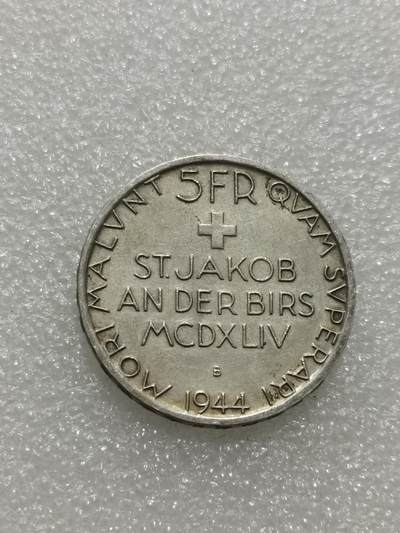 MORI MALVNT 5FR QVAM SVPERARI
ST.JAKOB
AN DER BIRS
MCDXLIV
B
1944